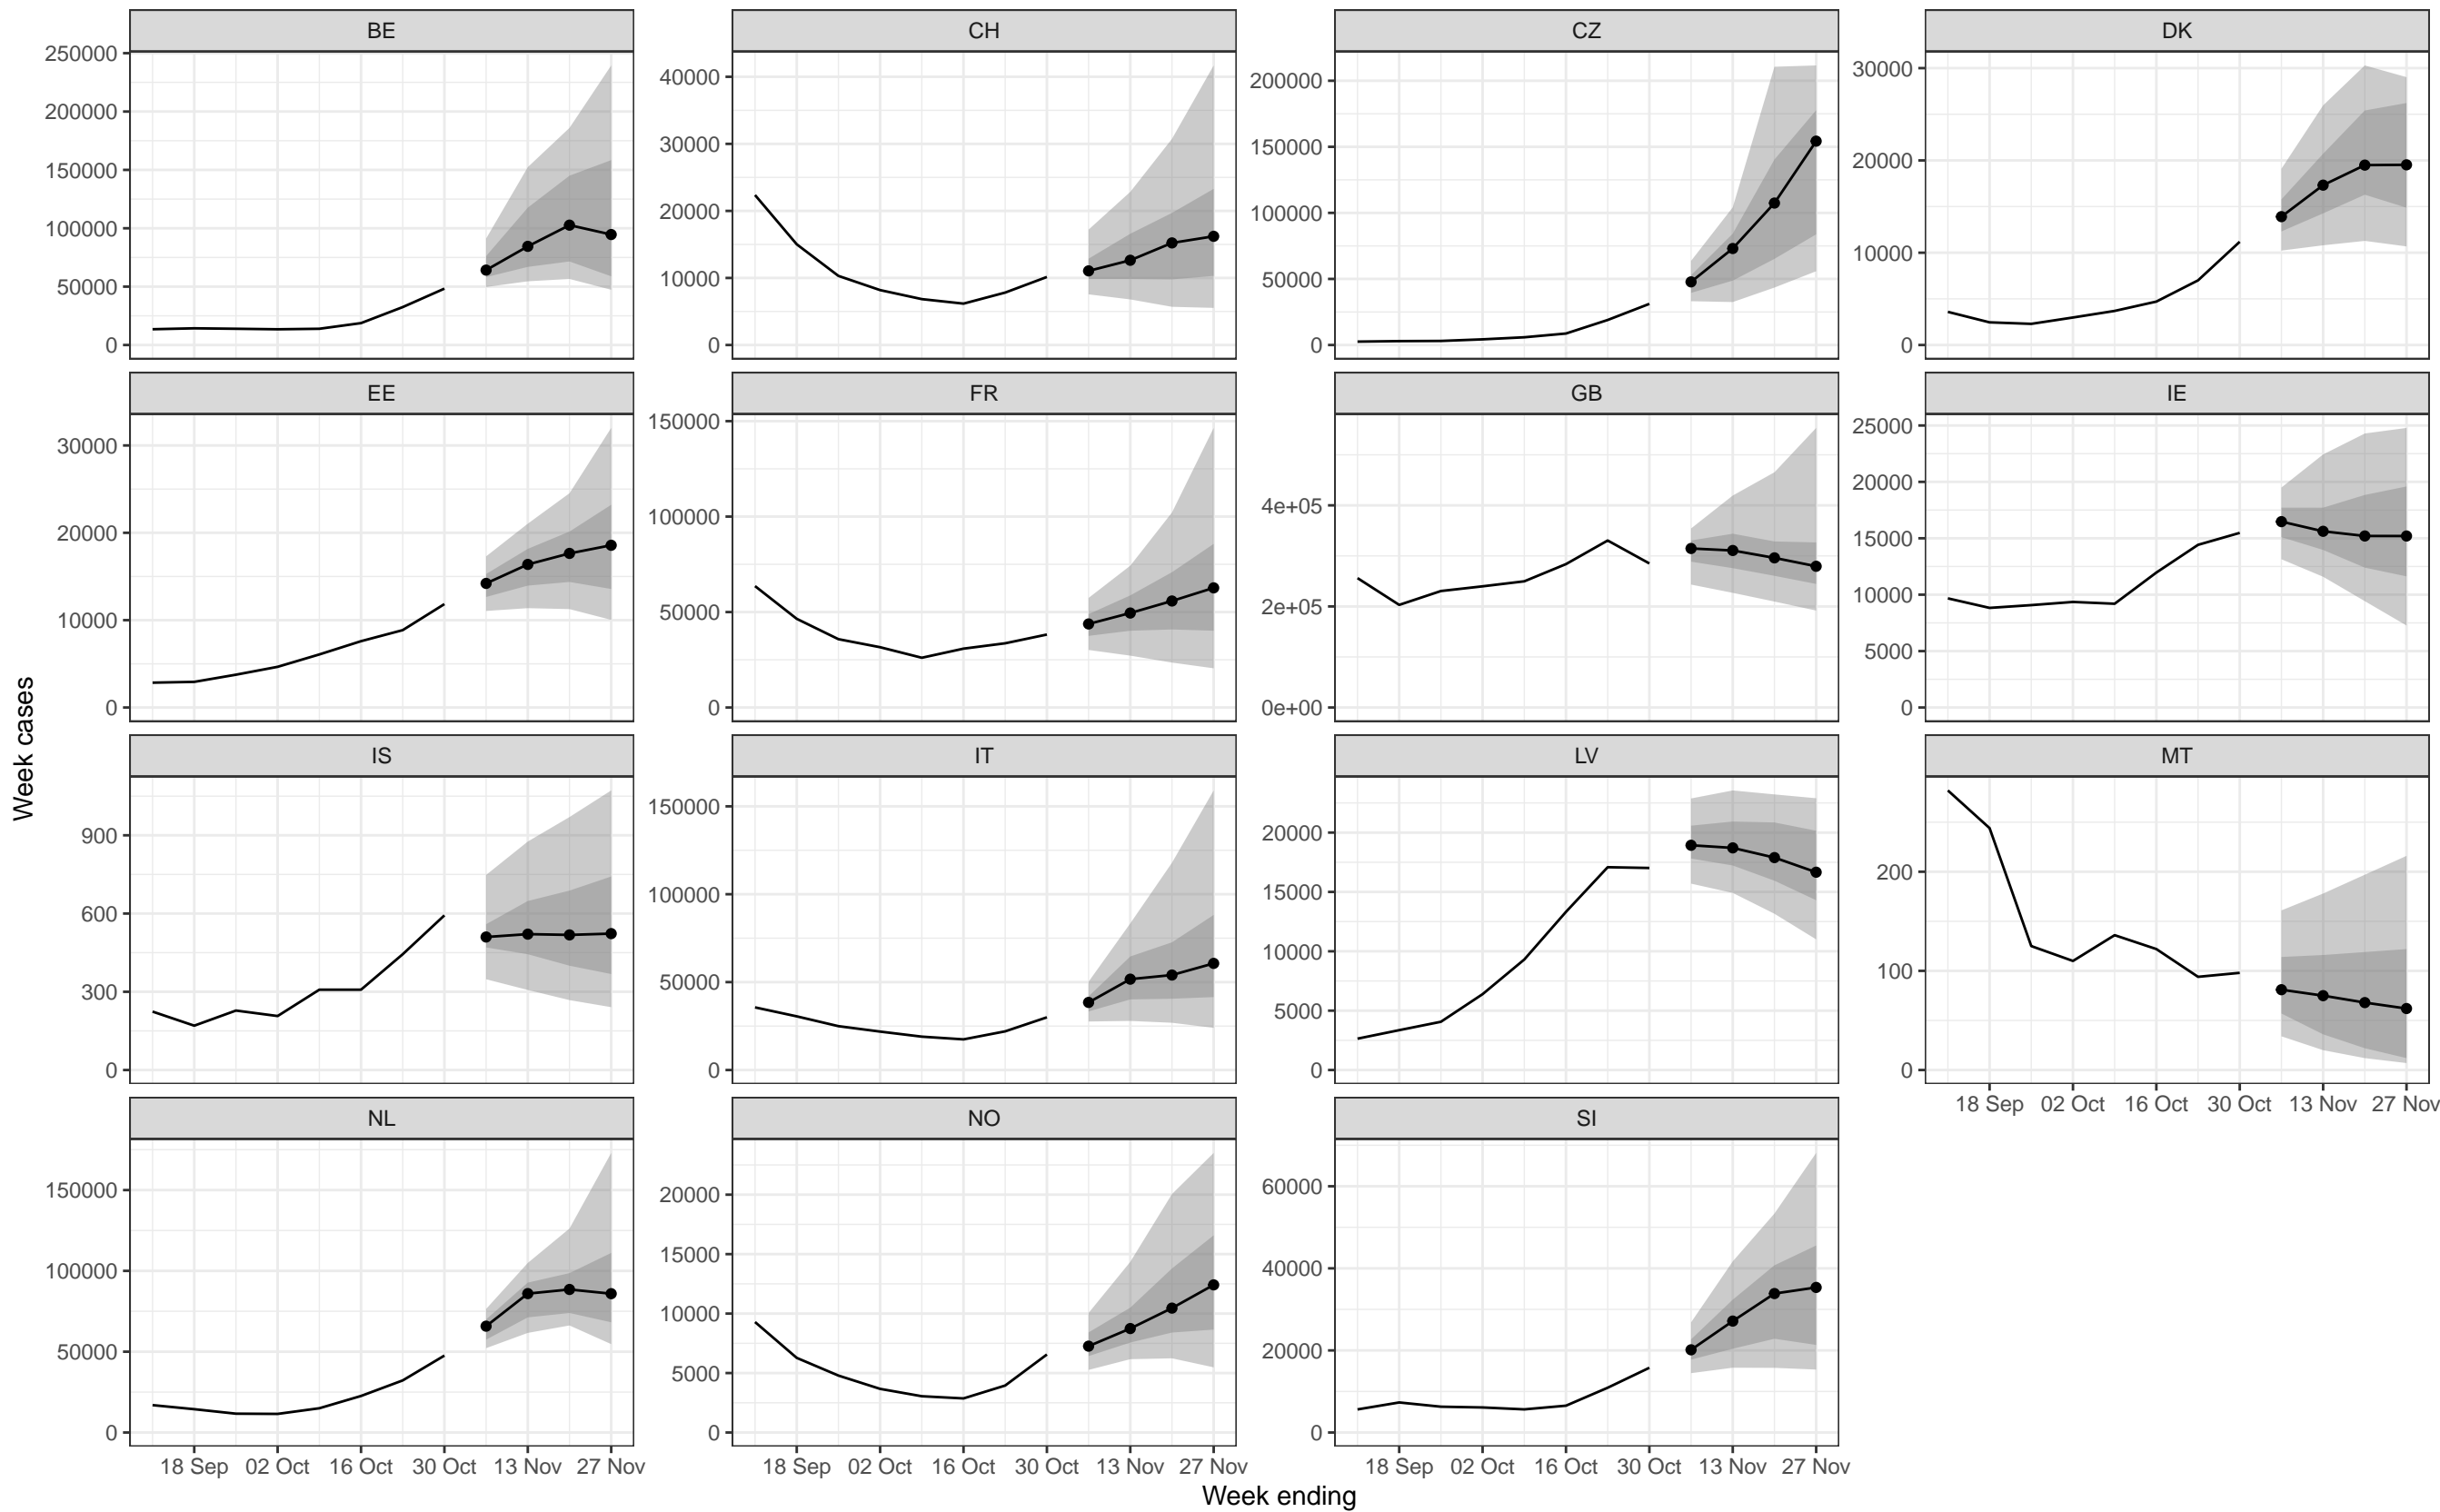 BE
CH
CZ
DK
250000
200000
150000
100000
50000
0
40000
30000
20000
10000
0
200000
150000
100000
50000
0
30000
20000
10000
0
EE
FR
GB
IE
30000
20000
10000
0
150000
100000
50000
0
4e+05
2e+05
0e+00
25000
20000
15000
10000
5000
0
IS
IT
LV
MT
900
600
300
0
150000
100000
50000
0
20000
15000
10000
5000
0
200
100
0
18 Sep 02 Oct 16 Oct 30 Oct 13 Nov 27 Nov
NL
NO
SI
150000
100000
50000
0
20000
15000
10000
5000
0
60000
40000
20000
0
18 Sep 02 Oct 16 Oct 30 Oct 13 Nov 27 Nov
18 Sep 02 Oct 16 Oct 30 Oct 13 Nov 27 Nov
18 Sep 02 Oct 16 Oct 30 Oct 13 Nov 27 Nov
Week cases
Week ending